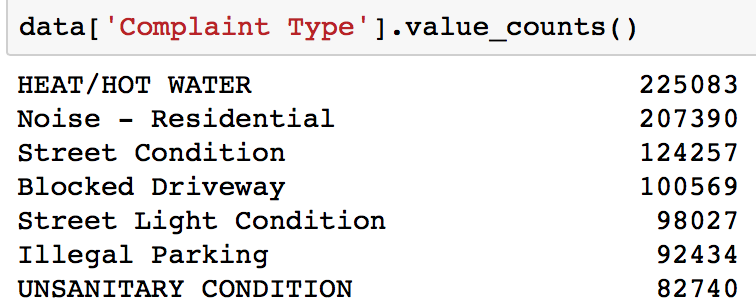 data['Complaint Type'].value_counts()
HEAT/HOT WATER 225083
Noise - Residential 207390
Street Condition 124257
Blocked Driveway 100569
Street Light Condition 98027
Illegal Parking 92434
UNSANITARY CONDITION 82740